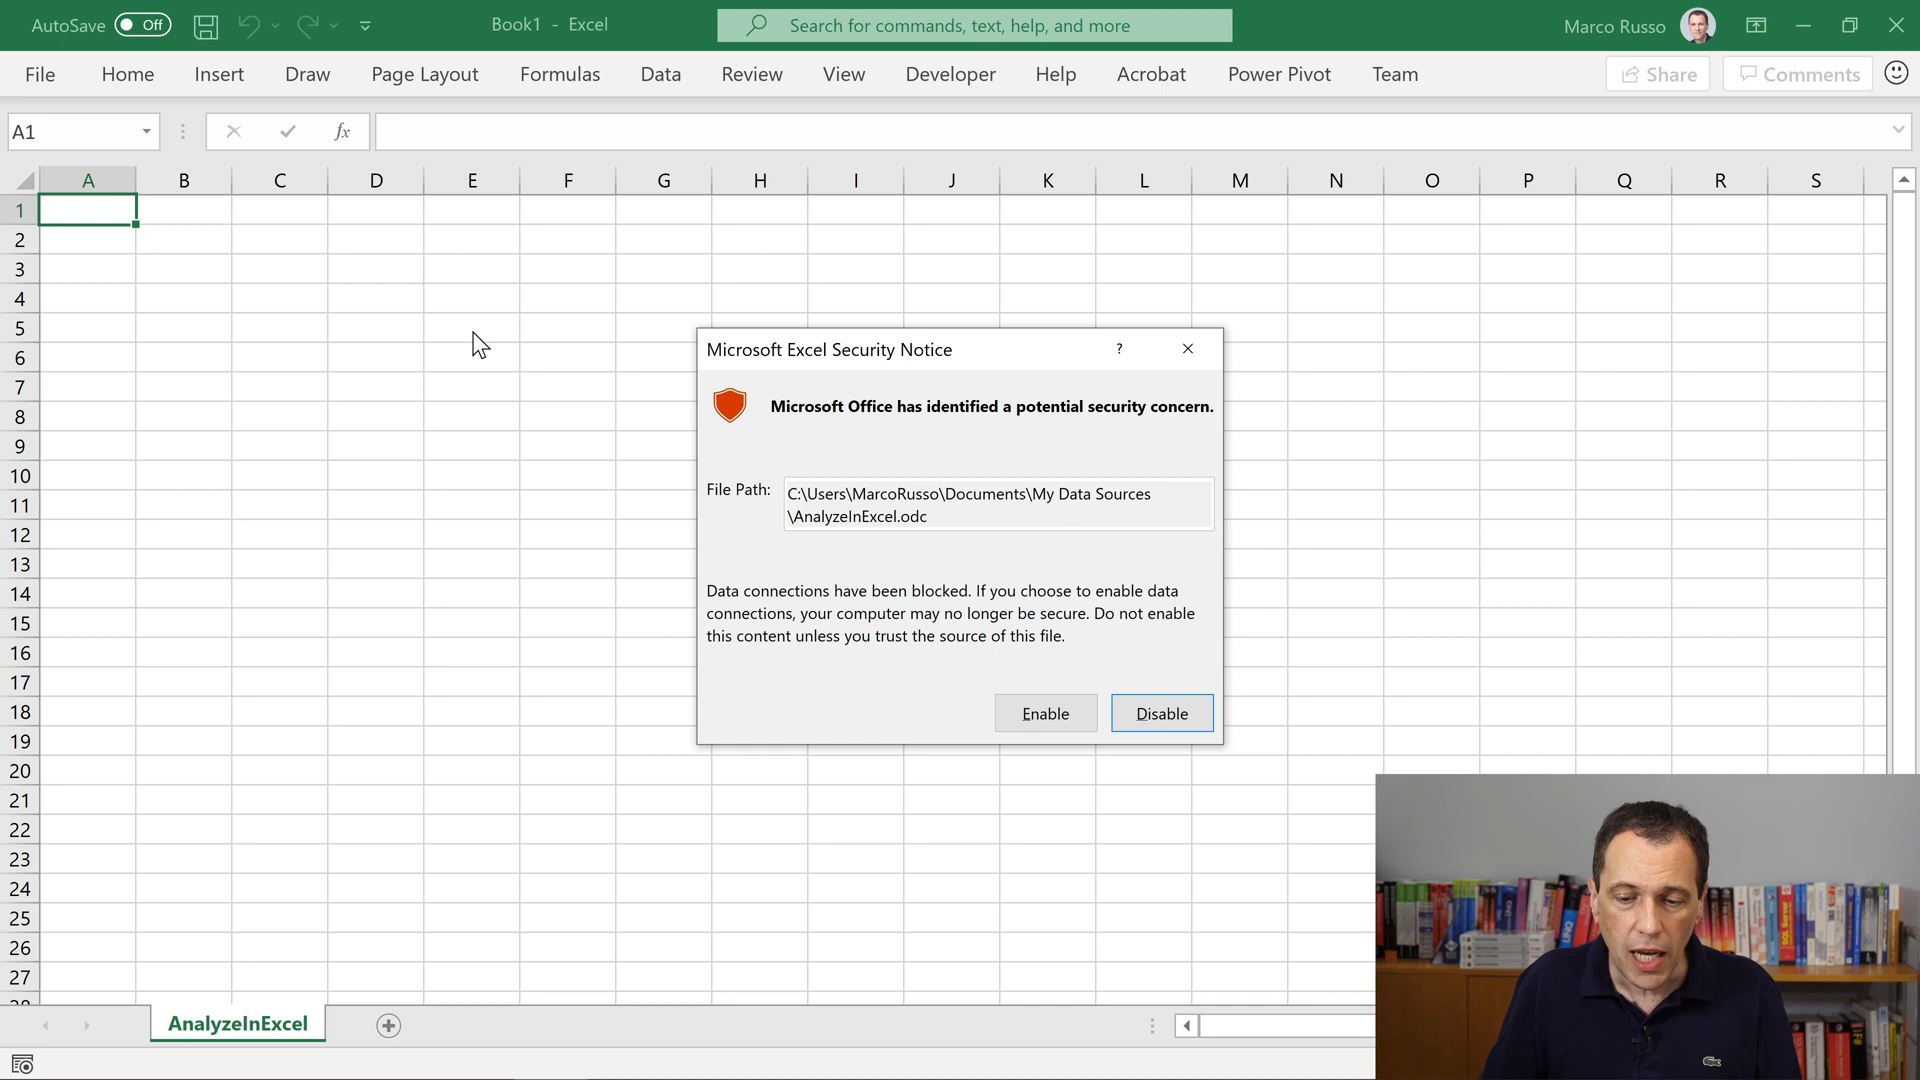 AutoSave Off
Book1 - Excel
Search for commands, text, help, and more
Marco Russo
File Home Insert Draw Page Layout Formulas Data Review View Developer Help Acrobat Power Pivot Team
Share Comments
A1
fx
A B C D E F G H I J K L M N O P Q R S
1
2
3
4
5
6
7
8
9
10
11
12
13
14
15
16
17
18
19
20
21
22
23
24
25
26
27
28
Microsoft Excel Security Notice
?
Microsoft Office has identified a potential security concern.
File Path:
C:\Users\MarcoRusso\Documents\My Data Sources
\AnalyzeInExcel.odc
Data connections have been blocked. If you choose to enable data
connections, your computer may no longer be secure. Do not enable
this content unless you trust the source of this file.
Enable Disable
AnalyzeInExcel